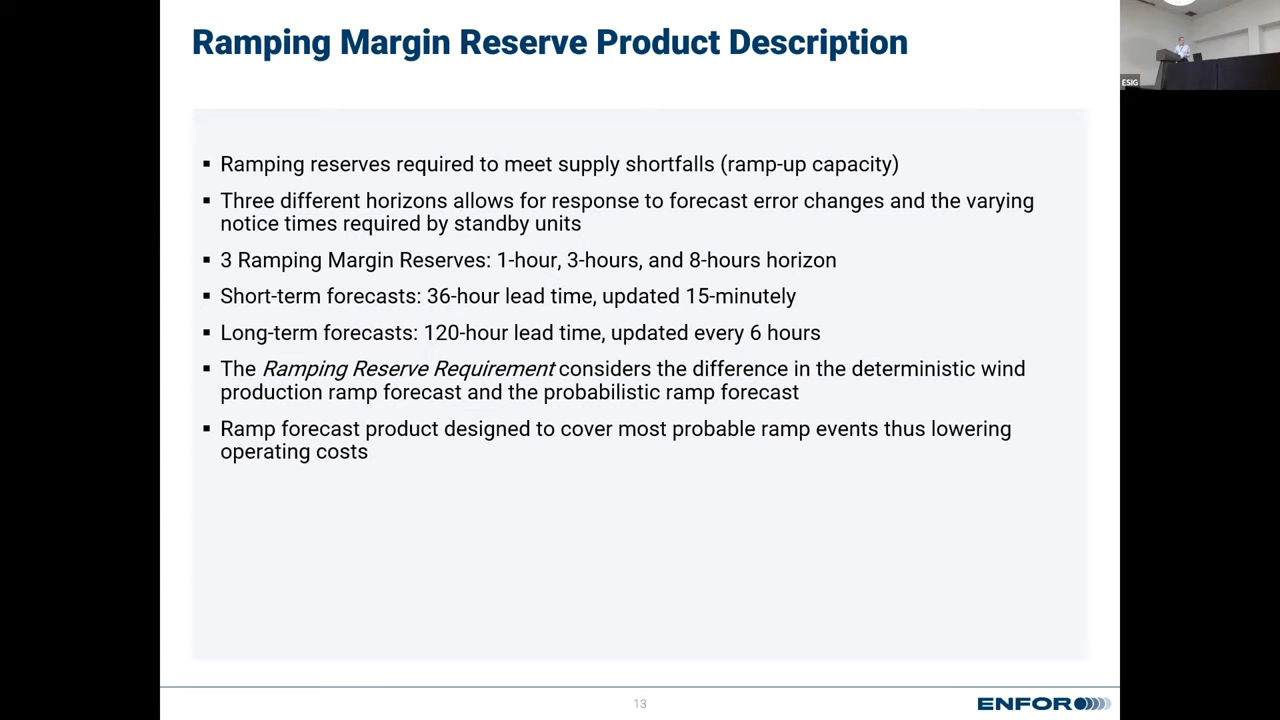 Ramping Margin Reserve Product Description
ESIG
▪ Ramping reserves required to meet supply shortfalls (ramp-up capacity)
▪ Three different horizons allows for response to forecast error changes and the varying
notice times required by standby units
▪ 3 Ramping Margin Reserves: 1-hour, 3-hours, and 8-hours horizon
▪ Short-term forecasts: 36-hour lead time, updated 15-minutely
▪ Long-term forecasts: 120-hour lead time, updated every 6 hours
▪ The Ramping Reserve Requirement considers the difference in the deterministic wind
production ramp forecast and the probabilistic ramp forecast
▪ Ramp forecast product designed to cover most probable ramp events thus lowering
operating costs
13
ENFOR